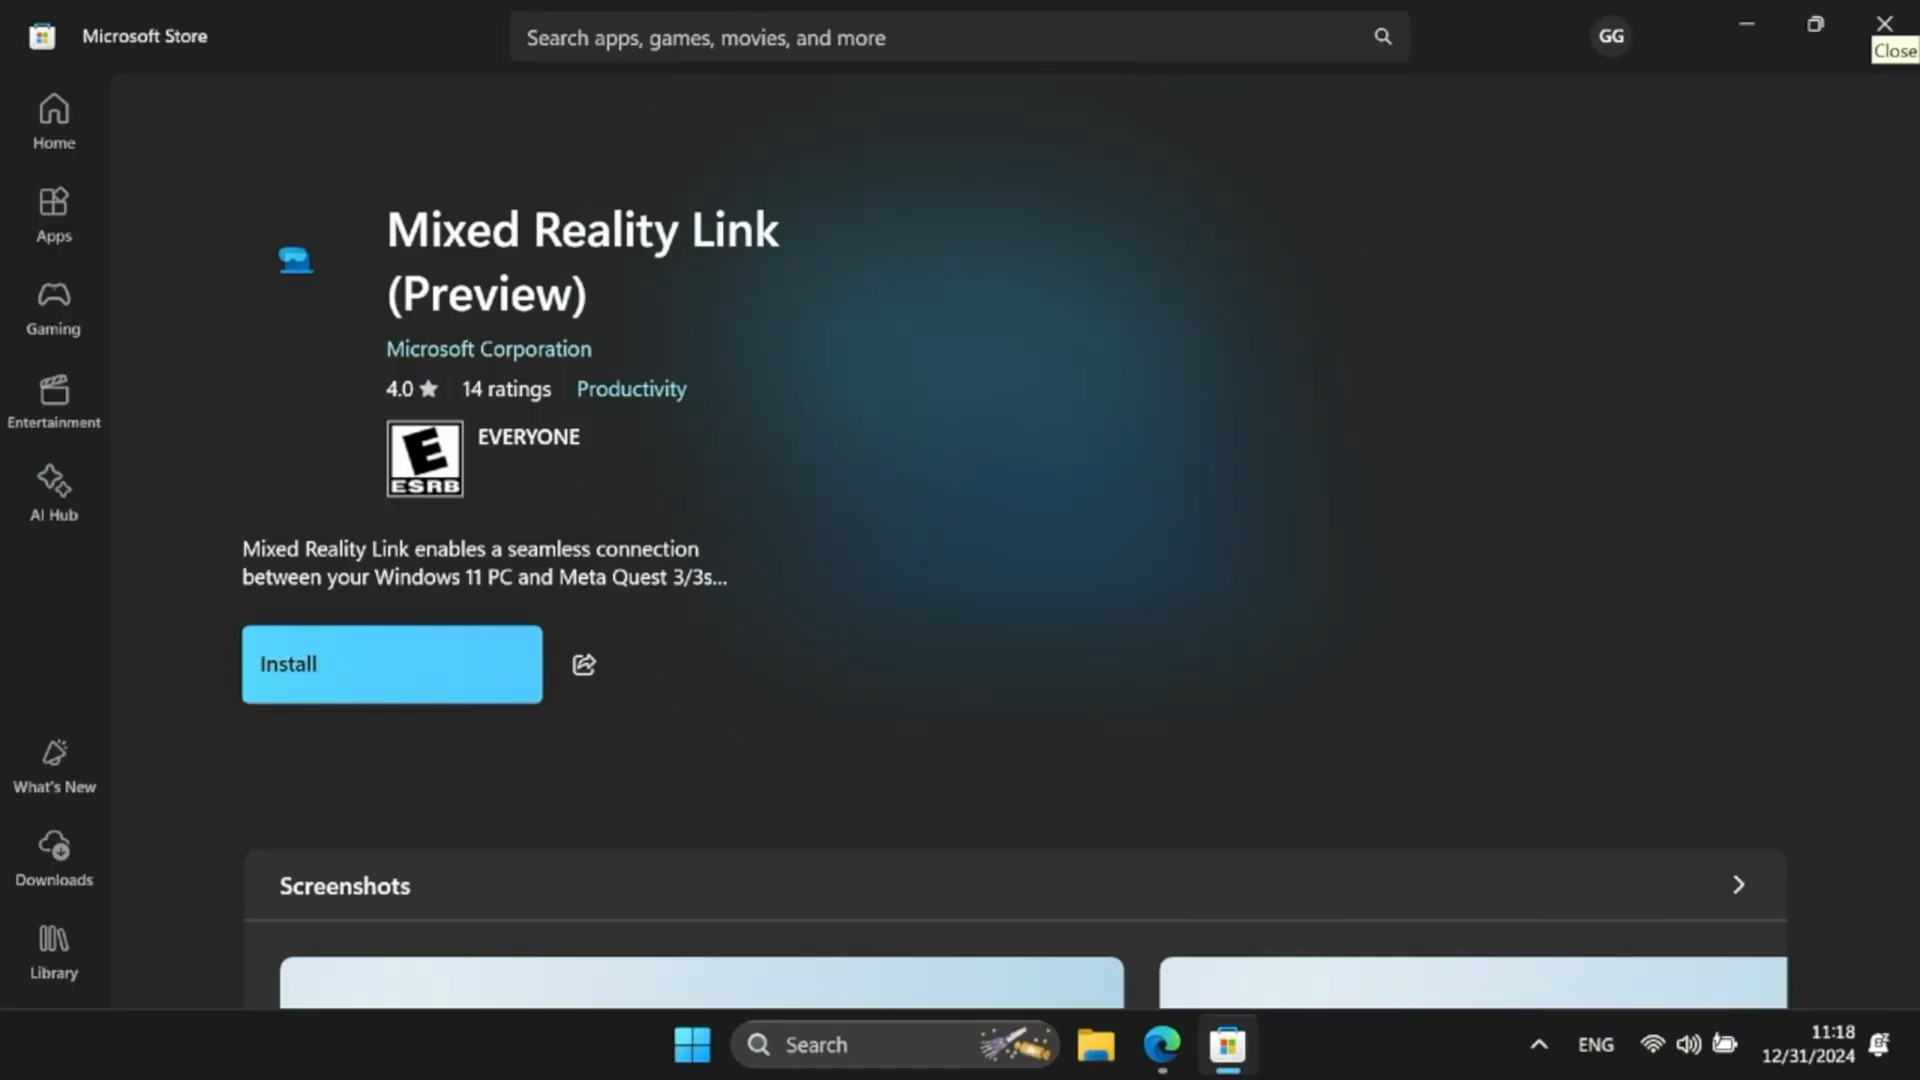 Microsoft Store
Search apps, games, movies, and more
GG
Close
Home
Apps
Gaming
Entertainment
AI Hub
What's New
Downloads
Library
Mixed Reality Link
(Preview)
Microsoft Corporation
4.0 ★ 14 ratings Productivity
E
ESRB
EVERYONE
Mixed Reality Link enables a seamless connection
between your Windows 11 PC and Meta Quest 3/3s...
Install
Screenshots
Search
ENG
11:18
12/31/2024